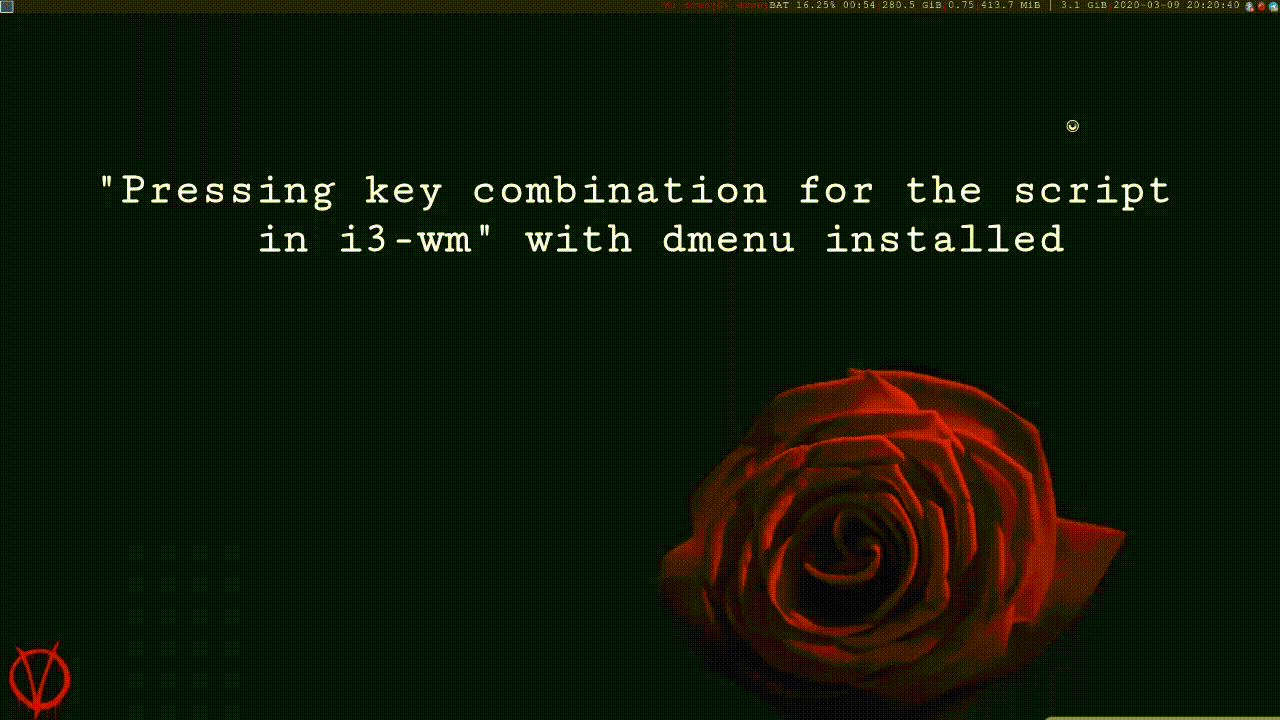 BAT 16.25% 00:54 280.5 GiB 0.75 413.7 MiB | 3.1 GiB 2020-03-09 20:20:40
"Pressing key combination for the script
in i3-wm" with dmenu installed
V